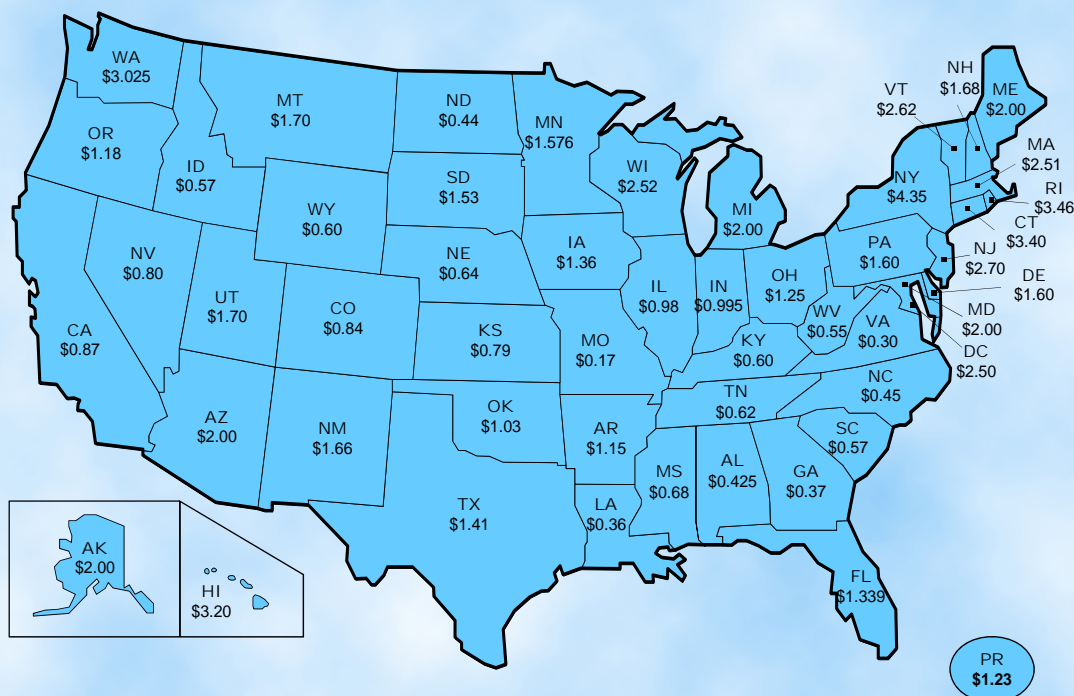 WA
$3.025
MT
$1.70
ND
$0.44
MN
$1.576
OR
$1.18
ID
$0.57
WY
$0.60
SD
$1.53
WI
$2.52
MI
$2.00
NY
$4.35
VT
$2.62
NH
$1.68
ME
$2.00
MA
$2.51
RI
$3.46
CT
$3.40
NJ
$2.70
DE
$1.60
MD
$2.00
DC
$2.50
PA
$1.60
NV
$0.80
UT
$1.70
CO
$0.84
NE
$0.64
IA
$1.36
IL
$0.98
IN
$0.995
OH
$1.25
WV
$0.55
VA
$0.30
CA
$0.87
KS
$0.79
MO
$0.17
KY
$0.60
NC
$0.45
TN
$0.62
SC
$0.57
AZ
$2.00
NM
$1.66
OK
$1.03
AR
$1.15
MS
$0.68
AL
$0.425
GA
$0.37
TX
$1.41
LA
$0.36
FL
$1.339
AK
$2.00
HI
$3.20
PR
$1.23